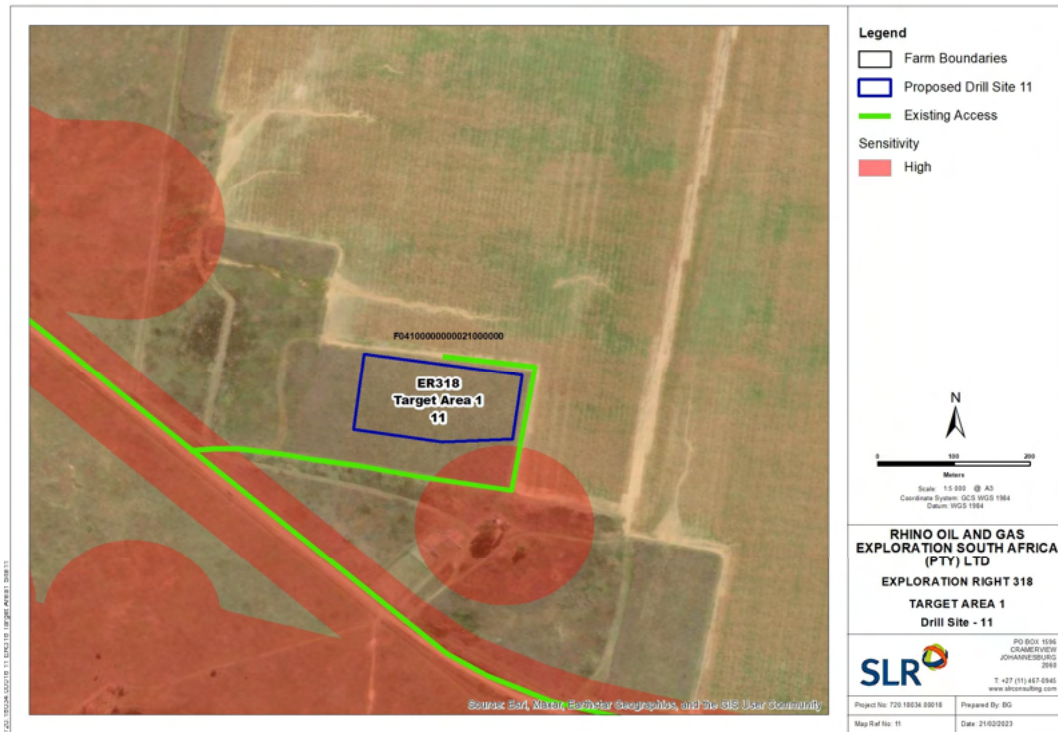 F04100000000021000000
ER318
Target Area 1
11
Source: Esri, Maxar, Earthstar Geographics, and the GIS User Community
Legend
Farm Boundaries
Proposed Drill Site 11
Existing Access
Sensitivity
High
N
0 100 200
Meters
Scale: 1:5 000 @ A3
Coordinate System: GCS WGS 1984
Datum: WGS 1984
RHINO OIL AND GAS
EXPLORATION SOUTH AFRICA
(PTY) LTD
EXPLORATION RIGHT 318
TARGET AREA 1
Drill Site - 11
SLR
PO BOX 1596
CRAMERVIEW
JOHANNESBURG
2060
T: +27 (11) 467-0945
www.slrconsulting.com
Project No: 720.18034.00018
Prepared By: BG
Map Ref No: 11
Date: 21/02/2023